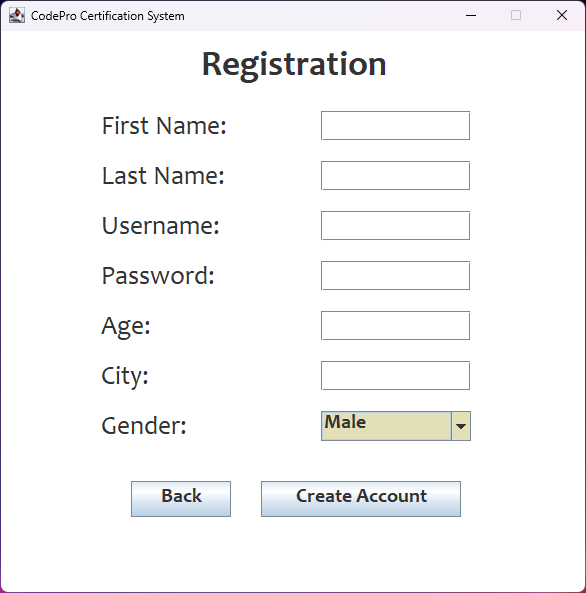 CodePro Certification System
Registration
First Name:
Last Name:
Username:
Password:
Age:
City:
Gender: Male
Back Create Account